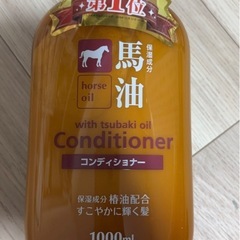 第1位
保湿成分
馬油
horse oil
with tsubaki oil
Conditioner
コンディショナー
保湿成分 椿油配合
すこやかに輝く髪
1000ml